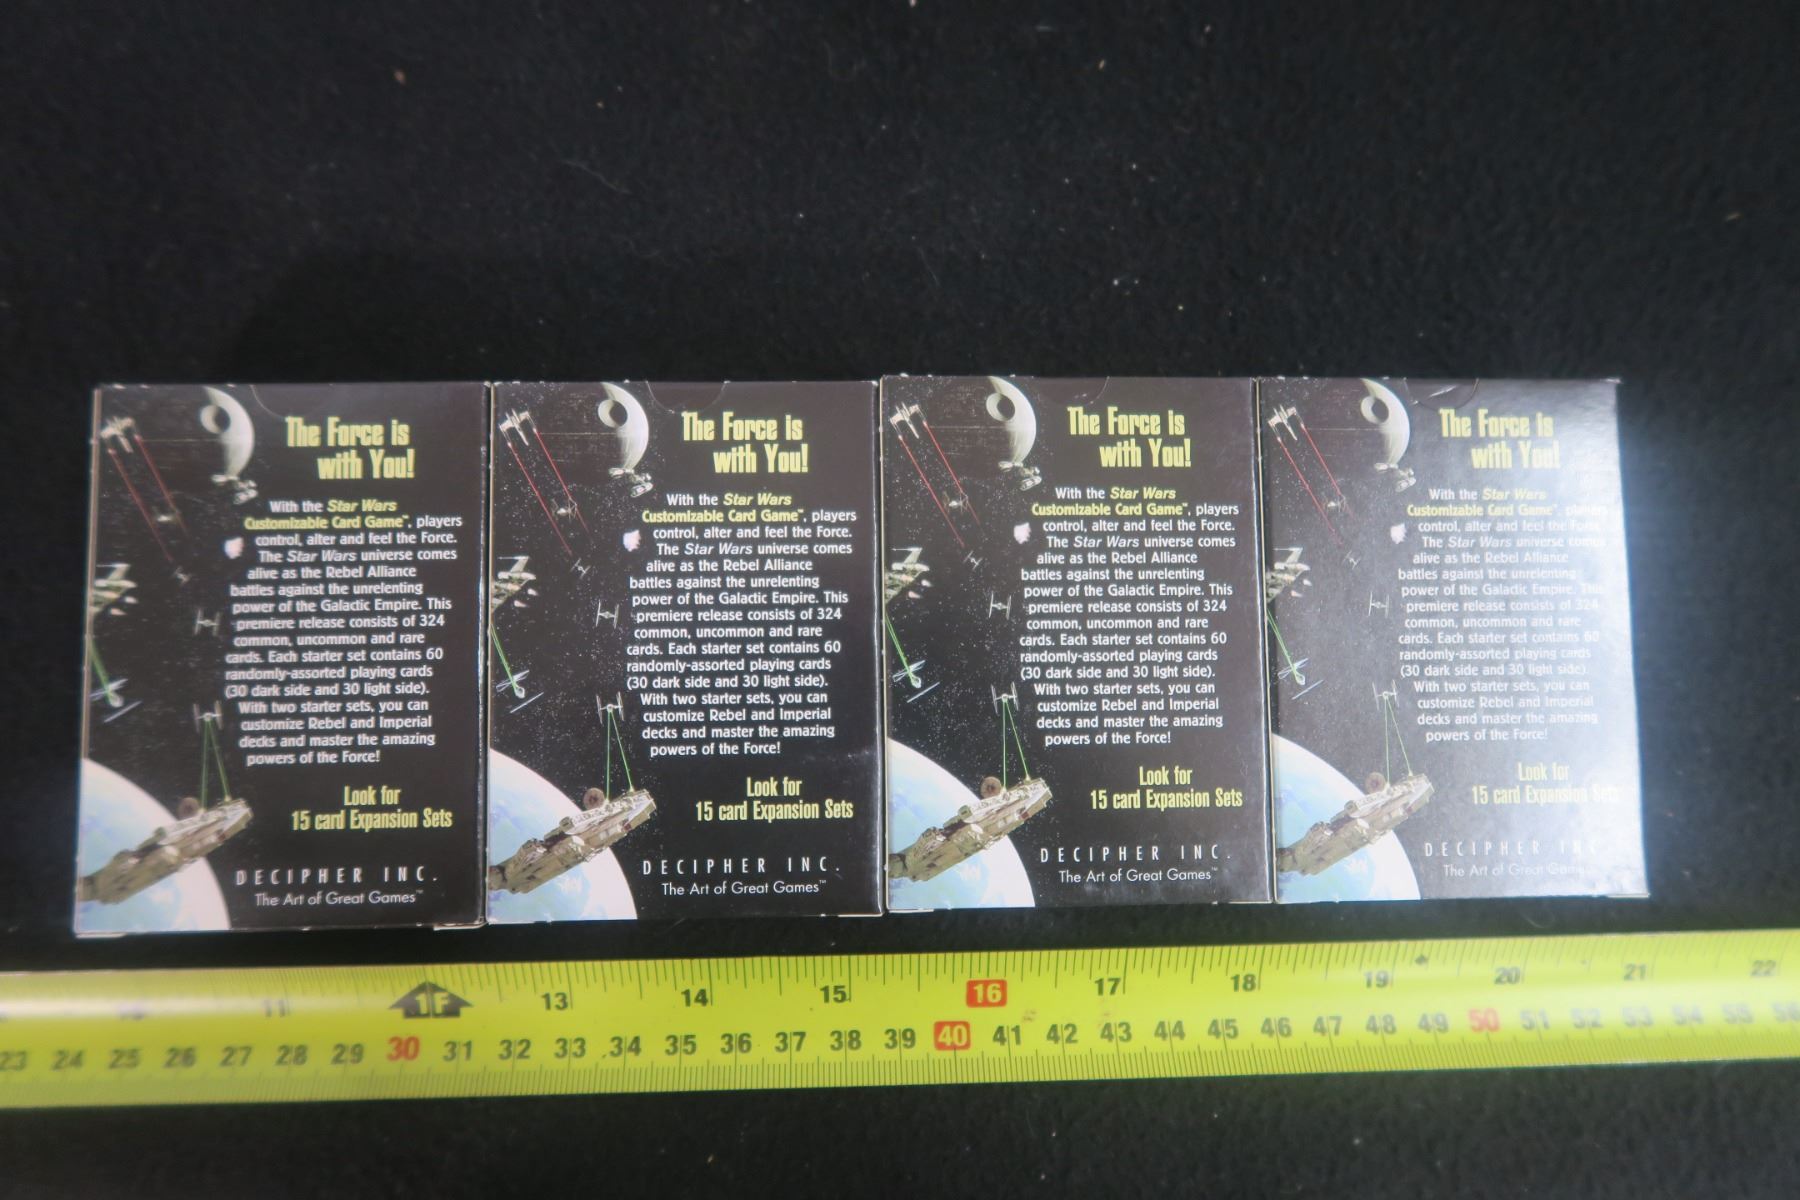 The Force is
with You!
With the Star Wars
Customizable Card Game™, players
control, alter and feel the Force.
The Star Wars universe comes
alive as the Rebel Alliance
battles against the unrelenting
power of the Galactic Empire. This
premiere release consists of 324
common, uncommon and rare
cards. Each starter set contains 60
randomly-assorted playing cards
(30 dark side and 30 light side).
With two starter sets, you can
customize Rebel and Imperial
decks and master the amazing
powers of the Force!
Look for
15 card Expansion Sets
DECIPHER INC.
The Art of Great Games™
The Force is
with You!
With the Star Wars
Customizable Card Game™, players
control, alter and feel the Force.
The Star Wars universe comes
alive as the Rebel Alliance
battles against the unrelenting
power of the Galactic Empire. This
premiere release consists of 324
common, uncommon and rare
cards. Each starter set contains 60
randomly-assorted playing cards
(30 dark side and 30 light side).
With two starter sets, you can
customize Rebel and Imperial
decks and master the amazing
powers of the Force!
Look for
15 card Expansion Sets
DECIPHER INC.
The Art of Great Games™
The Force is
with You!
With the Star Wars
Customizable Card Game™, players
control, alter and feel the Force.
The Star Wars universe comes
alive as the Rebel Alliance
battles against the unrelenting
power of the Galactic Empire. This
premiere release consists of 324
common, uncommon and rare
cards. Each starter set contains 60
randomly-assorted playing cards
(30 dark side and 30 light side).
With two starter sets, you can
customize Rebel and Imperial
decks and master the amazing
powers of the Force!
Look for
15 card Expansion Sets
DECIPHER INC.
The Art of Great Games™
The Force is
with You!
With the Star Wars
Customizable Card Game™, players
control, alter and feel the Force.
The Star Wars universe comes
alive as the Rebel Alliance
battles against the unrelenting
power of the Galactic Empire. This
premiere release consists of 324
common, uncommon and rare
cards. Each starter set contains 60
randomly-assorted playing cards
(30 dark side and 30 light side).
With two starter sets, you can
customize Rebel and Imperial
decks and master the amazing
powers of the Force!
Look for
15 card Expansion Sets
DECIPHER INC
The Art of Great Games
11 1F 13 14 15 16 17 18 19 20 21 22
23 24 25 26 27 28 29 30 31 32 33 34 35 36 37 38 39 40 41 42 43 44 45 46 47 48 49 50 51 52 53 54 55 56